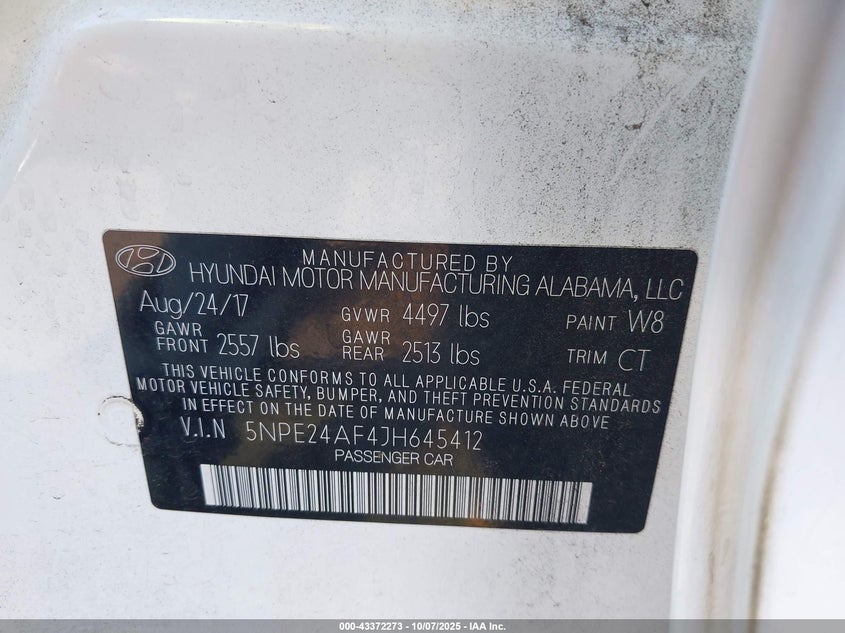 MANUFACTURED BY
HYUNDAI MOTOR MANUFACTURING ALABAMA, LLC
Aug/24/17 GVWR 4497 lbs PAINT W8
GAWR FRONT 2557 lbs GAWR REAR 2513 lbs TRIM CT
THIS VEHICLE CONFORMS TO ALL APPLICABLE U.S.A. FEDERAL
MOTOR VEHICLE SAFETY, BUMPER, AND THEFT PREVENTION STANDARDS
IN EFFECT ON THE DATE OF MANUFACTURE SHOWN ABOVE
V.I.N 5NPE24AF4JH645412
PASSENGER CAR
000-43372273 - 10/07/2025 - IAA Inc.